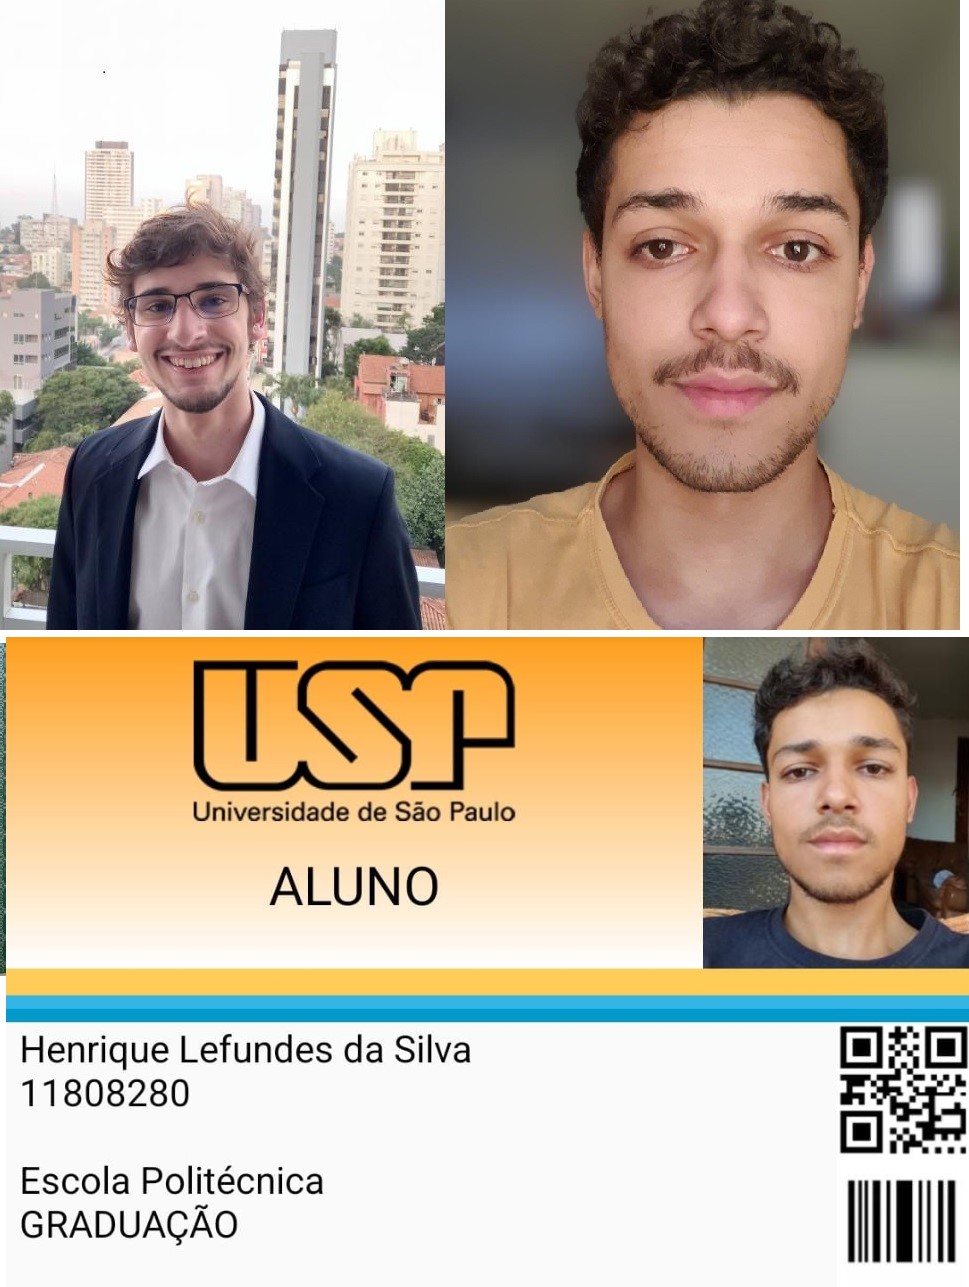 USP
Universidade de São Paulo
ALUNO
Henrique Lefundes da Silva
11808280
Escola Politécnica
GRADUAÇÃO